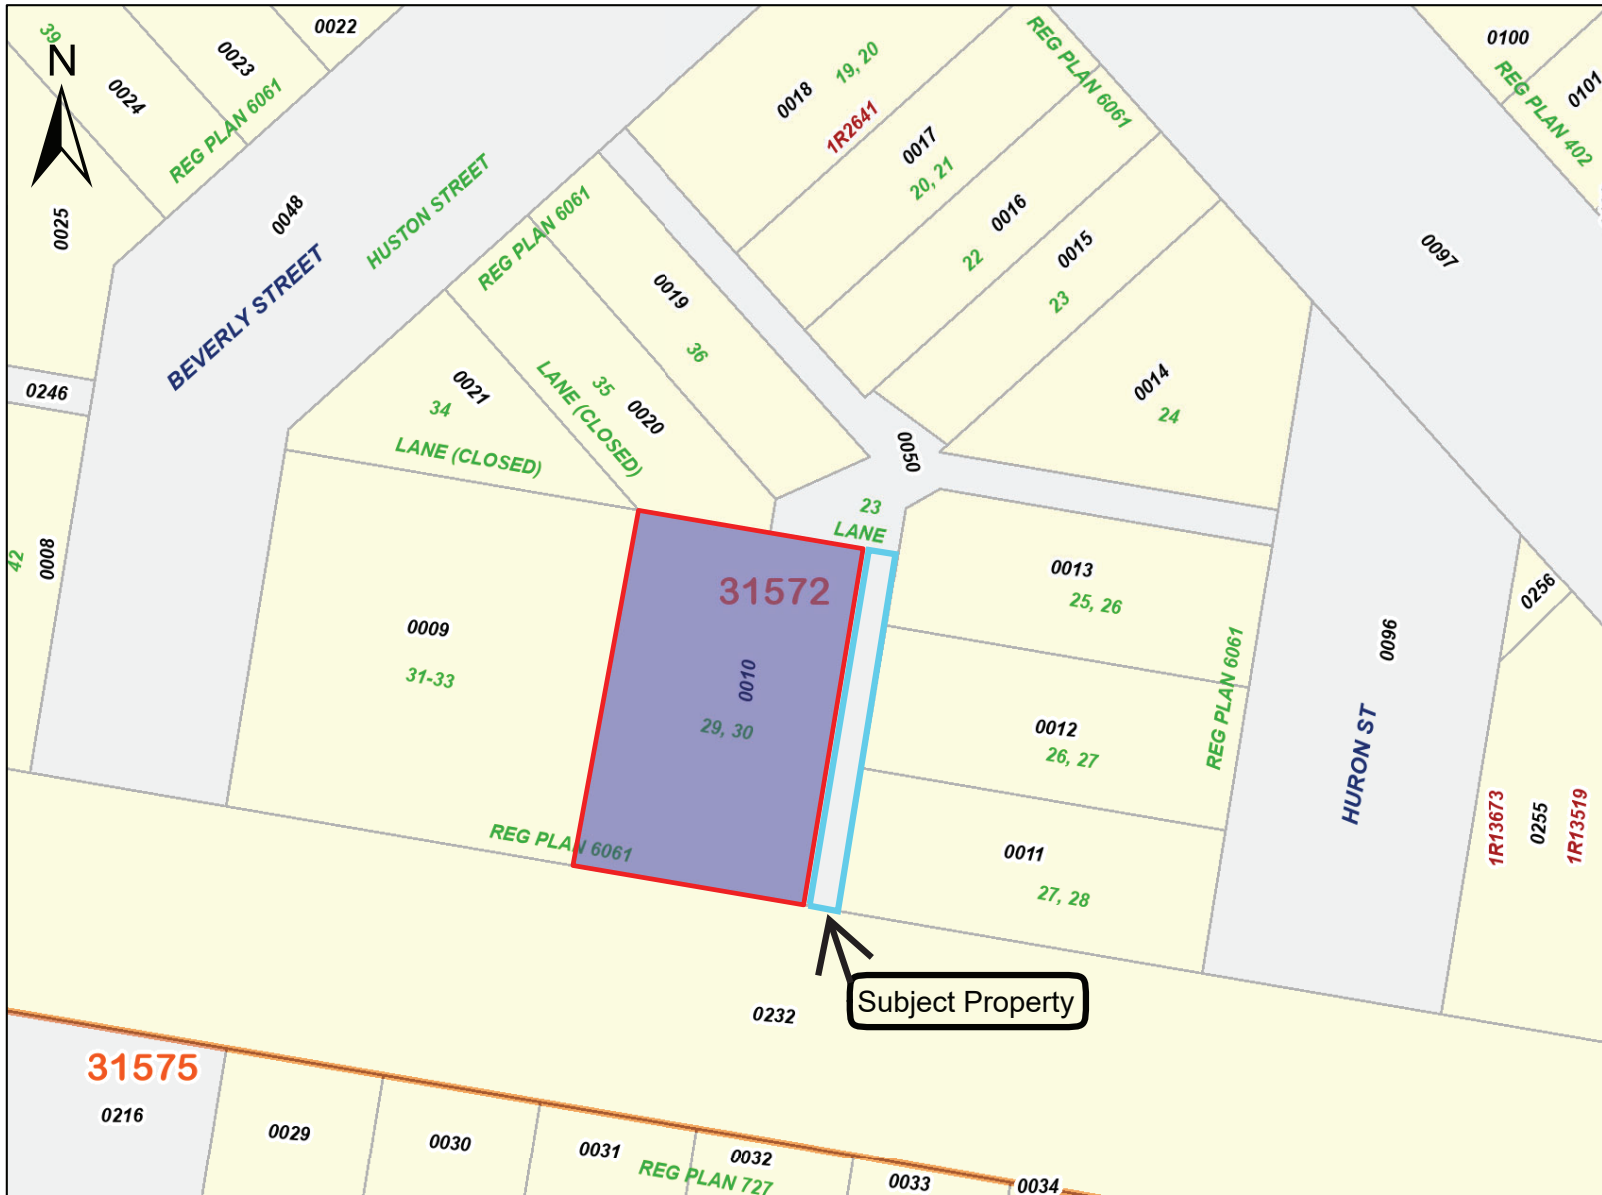 39
N
0022
0023
0024
REG PLAN 6061
0025
0048
BEVERLY STREET
HUSTON STREET
REG PLAN 6061
0018
19, 20
1R2641
REG PLAN 6061
0017
20, 21
0016
22
0015
23
0014
24
0100
REG PLAN 402
0101
0097
0246
0019
36
35
0020
LANE (CLOSED)
0021
34
LANE (CLOSED)
0050
23
LANE
42
0008
0009
31-33
31572
0010
29, 30
REG PLAN 6061
0013
25, 26
0012
26, 27
REG PLAN 6061
0011
27, 28
0096
HURON ST
0256
1R13673
0255
1R13519
Subject Property
0232
31575
0216
0029
0030
0031
0032
REG PLAN 727
0033
0034